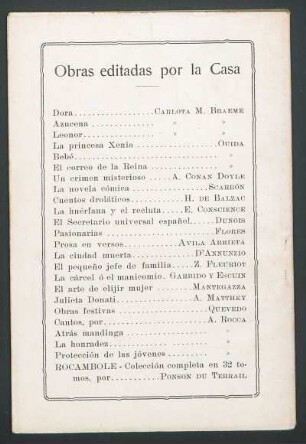 Obras editadas por la Casa
Dora..................CARLOTA M. BRAEMÉ
Azucena................. " "
Leonor................... " "
La princesa Xenia....................OUIDA
Bebé....................................... "
El correo de la Reina................. "
Un crimen misterioso......A. CONAN DOYLE
La novela cómica.................SCARRÓN
Cuentos droláticos...........H. DE BALZAC
La huérfana y el recluta....E. CONSCIENCE
El Secretario universal español......DUNOIS
Pasionarias........................FLORES
Prosa en versos...........AVILA ARRIETA
La ciudad muerta..............D'ANNUNZIO
El pequeño jefe de familia.....Z. FLEURIOT
La cárcel ó el manicomio. GARRIDO Y ESCUIN
El arte de elijir mujer..........MANTEGAZZA
Julieta Donati.................A. MATTHEY
Obras festivas....................QUEVEDO
Cantos, por.......................A. ROCCA
Atrás mandinga......................... "
La honradez............................. "
Protección de las jóvenes.............. "
ROCAMBOLE - Colección completa en 32 to-
mos, por............PONSON DU TERRAIL